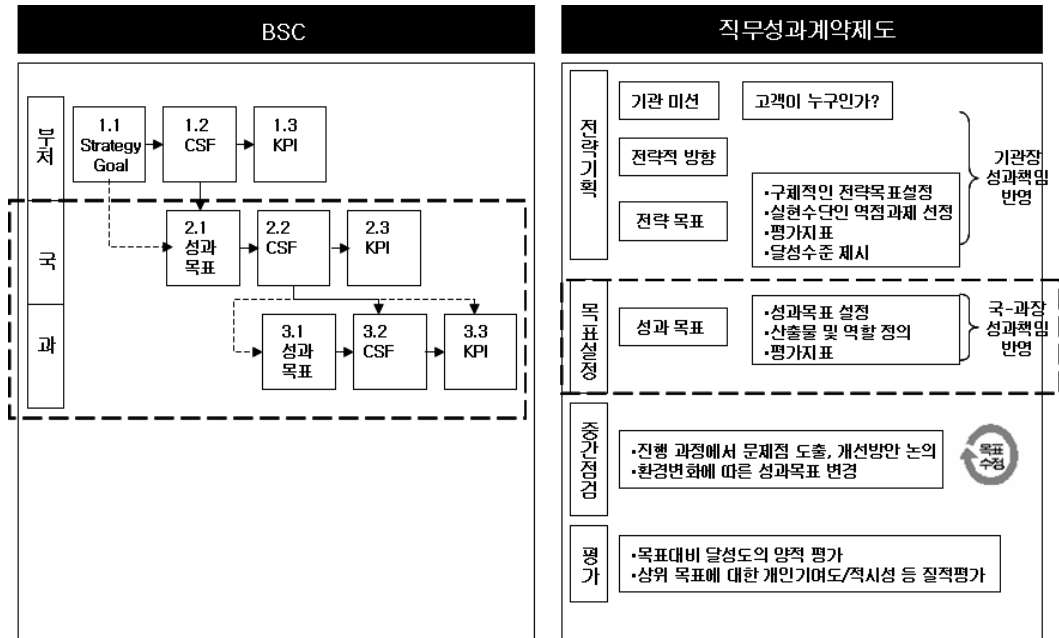 BSC
부처
1.1
Strategy
Goal
1.2
CSF
1.3
KPI
국
2.1
성과
목표
2.2
CSF
2.3
KPI
과
3.1
성과
목표
3.2
CSF
3.3
KPI
직무성과계약제도
전략기획
기관 미션
고객이 누구인가?
전략적 방향
전략 목표
•구체적인 전략목표설정
•실현수단인 역점과제 선정
•평가지표
•달성수준 제시
기관장
성과책임
반영
목표설정
성과 목표
•성과목표 설정
•산출물 및 역할 정의
•평가지표
국-과장
성과책임
반영
중간점검
•진행 과정에서 문제점 도출, 개선방안 논의
•환경변화에 따른 성과목표 변경
목표
수정
평가
•목표대비 달성도의 양적 평가
•상위 목표에 대한 개인기여도/적시성 등 질적평가